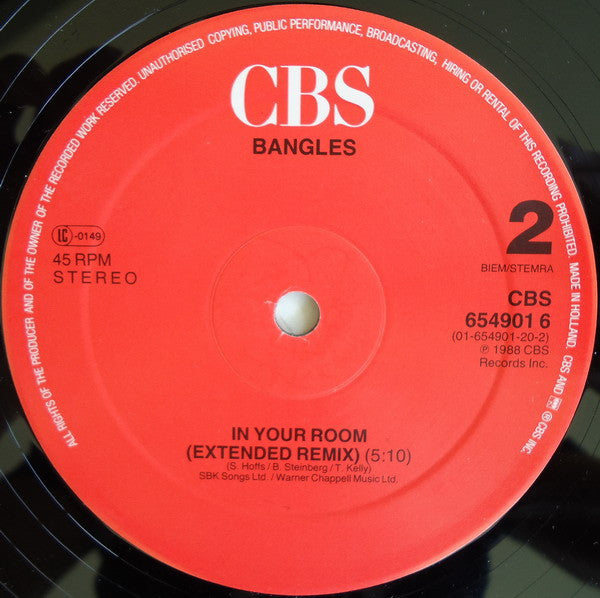 ALL RIGHTS OF THE PRODUCER AND OF THE OWNER OF THE RECORDED WORK RESERVED. UNAUTHORISED COPYING, PUBLIC PERFORMANCE, BROADCASTING, HIRING OR RENTAL OF THIS RECORDING PROHIBITED. MADE IN HOLLAND. CBS AND ® © CBS INC.
CBS
BANGLES
LC-0149
45 RPM
STEREO
2
BIEM/STEMRA
CBS
654901 6
(01-654901-20-2)
℗ 1988 CBS
Records Inc.
IN YOUR ROOM
(EXTENDED REMIX) (5:10)
(S. Hoffs/B. Steinberg/T. Kelly)
SBK Songs Ltd./Warner Chappell Music Ltd.